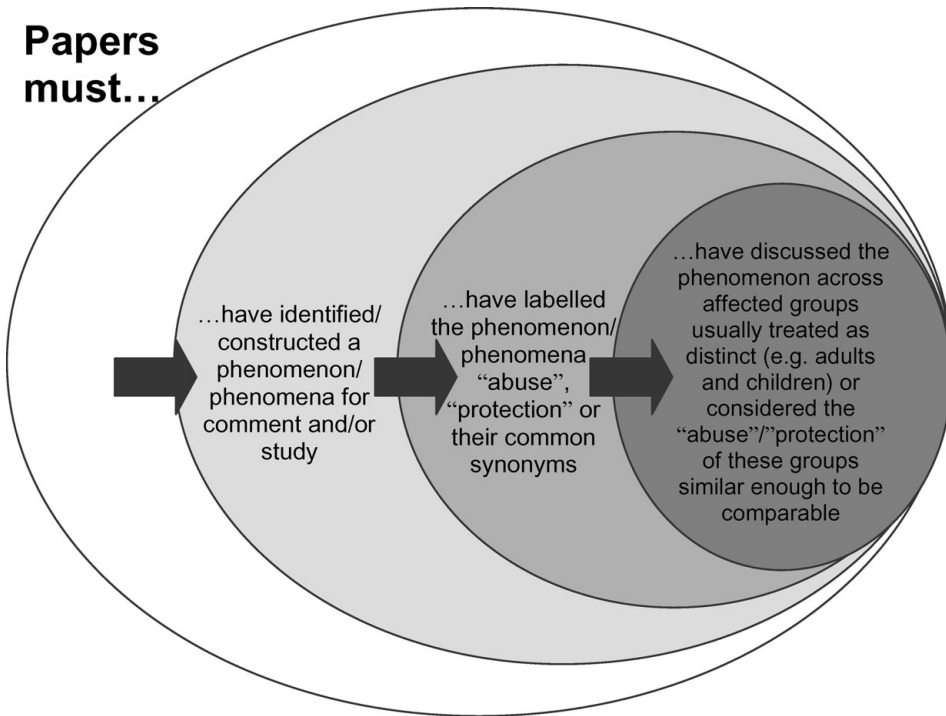 Papers
must…
…have identified/
constructed a
phenomenon/
phenomena for
comment and/or
study
…have labelled
the phenomenon/
phenomena
“abuse”,
“protection” or
their common
synonyms
…have discussed the
phenomenon across
affected groups
usually treated as
distinct (e.g. adults
and children) or
considered the
“abuse”/”protection”
of these groups
similar enough to be
comparable